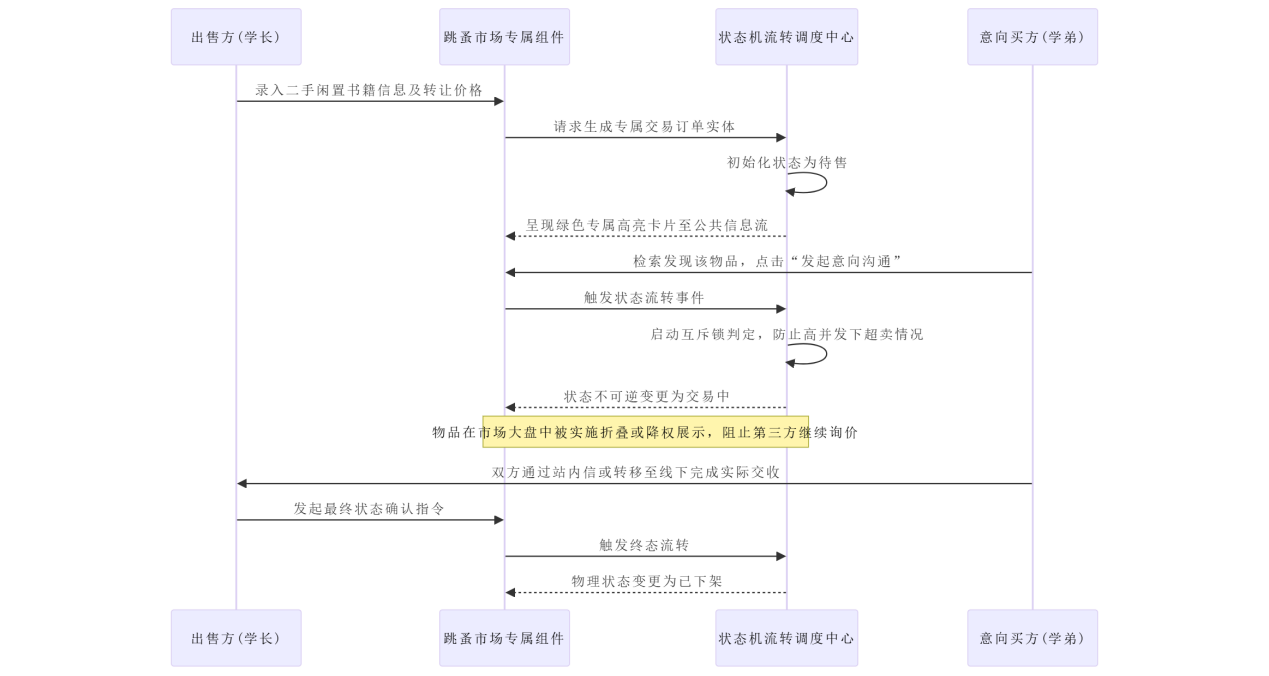 出售方(学长)
跳蚤市场专属组件
状态机流转调度中心
意向买方(学弟)
录入二手闲置书籍信息及转让价格
请求生成专属交易订单实体
初始化状态为待售
呈现绿色专属高亮卡片至公共信息流
检索发现该物品，点击“发起意向沟通”
触发状态流转事件
启动互斥锁判定，防止高并发下超卖情况
状态不可逆变更为交易中
物品在市场大盘中被实施折叠或降权展示，阻止第三方继续询价
双方通过站内信或转移至线下完成实际交收
发起最终状态确认指令
触发终态流转
物理状态变更为已下架
出售方(学长)
跳蚤市场专属组件
状态机流转调度中心
意向买方(学弟)